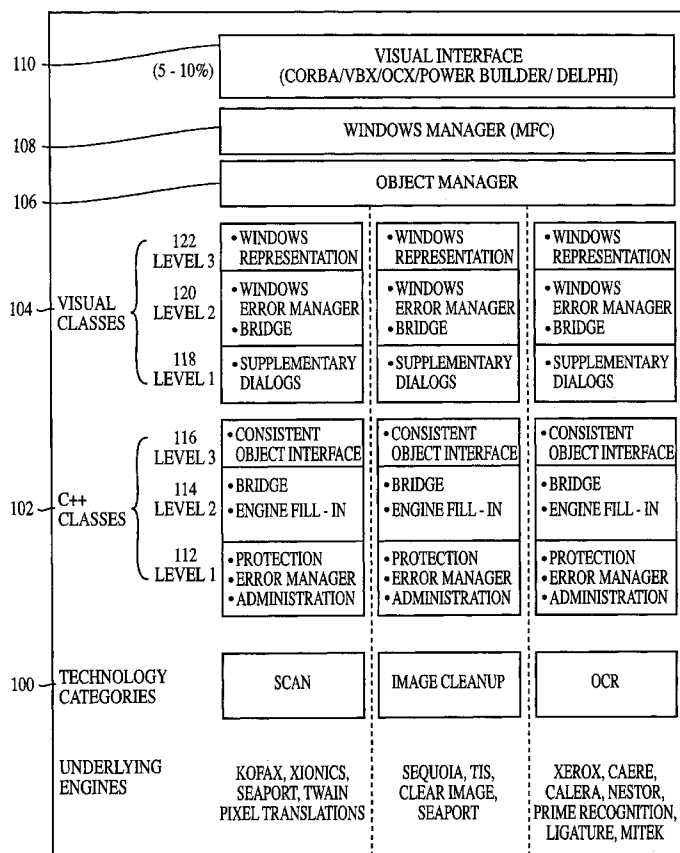 110
(5 - 10%)
VISUAL INTERFACE
(CORBA/VBX/OCX/POWER BUILDER/ DELPHI)
108
WINDOWS MANAGER (MFC)
106
OBJECT MANAGER
104
VISUAL
CLASSES
122
LEVEL 3
• WINDOWS
REPRESENTATION
• WINDOWS
REPRESENTATION
• WINDOWS
REPRESENTATION
120
LEVEL 2
• WINDOWS
ERROR MANAGER
• BRIDGE
• WINDOWS
ERROR MANAGER
• BRIDGE
• WINDOWS
ERROR MANAGER
• BRIDGE
118
LEVEL 1
• SUPPLEMENTARY
DIALOGS
• SUPPLEMENTARY
DIALOGS
• SUPPLEMENTARY
DIALOGS
102
C++
CLASSES
116
LEVEL 3
• CONSISTENT
OBJECT INTERFACE
• CONSISTENT
OBJECT INTERFACE
• CONSISTENT
OBJECT INTERFACE
114
LEVEL 2
• BRIDGE
• ENGINE FILL - IN
• BRIDGE
• ENGINE FILL - IN
• BRIDGE
• ENGINE FILL - IN
112
LEVEL 1
• PROTECTION
• ERROR MANAGER
• ADMINISTRATION
• PROTECTION
• ERROR MANAGER
• ADMINISTRATION
• PROTECTION
• ERROR MANAGER
• ADMINISTRATION
100
TECHNOLOGY
CATEGORIES
SCAN
IMAGE CLEANUP
OCR
UNDERLYING
ENGINES
KOFAX, XIONICS,
SEAPORT, TWAIN
PIXEL TRANSLATIONS
SEQUOIA, TIS,
CLEAR IMAGE,
SEAPORT
XEROX, CAERE,
CALERA, NESTOR,
PRIME RECOGNITION,
LIGATURE, MITEK